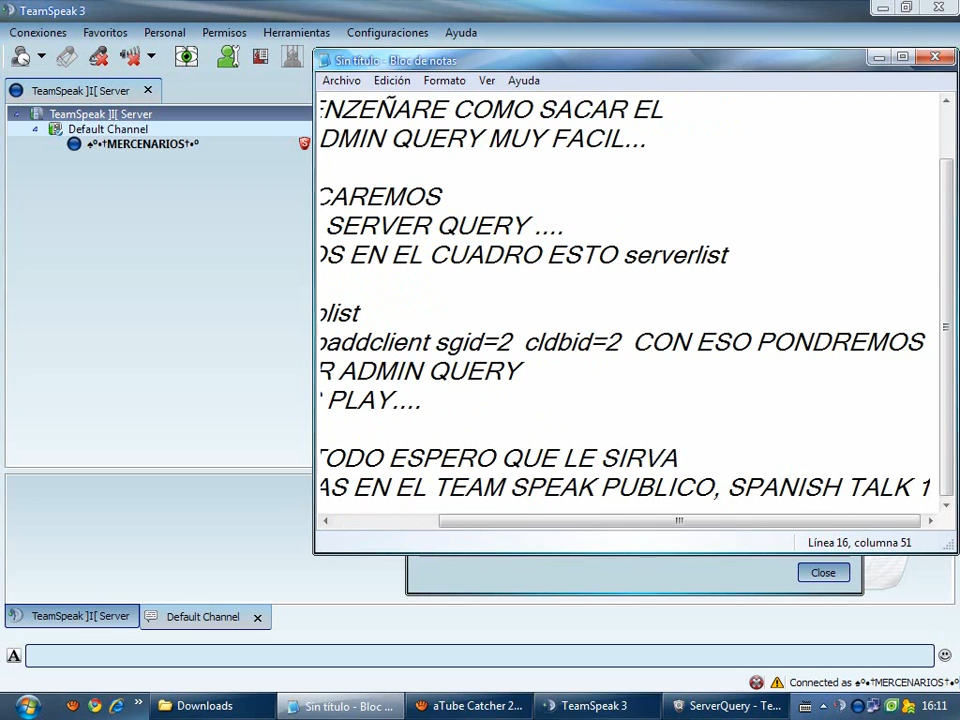 TeamSpeak 3
Conexiones Favoritos Personal Permisos Herramientas Configuraciones Ayuda
TeamSpeak ]I[ Server
TeamSpeak ]I[ Server
Default Channel
♠º•†MERCENARIOS†•º
Sin título - Bloc de notas
Archivo Edición Formato Ver Ayuda
ENZEÑARE COMO SACAR EL
DMIN QUERY MUY FACIL...
CAREMOS
SERVER QUERY ....
OS EN EL CUADRO ESTO serverlist
olist
paddclient sgid=2 cldbid=2 CON ESO PONDREMOS
R ADMIN QUERY
PLAY....
TODO ESPERO QUE LE SIRVA
AS EN EL TEAM SPEAK PUBLICO, SPANISH TALK 1
Línea 16, columna 51
Close
TeamSpeak ]I[ Server
Default Channel
A
Connected as ♠º•†MERCENARIOS†•º
Downloads
Sin título - Bloc ...
aTube Catcher 2...
TeamSpeak 3
ServerQuery - Te...
16:11